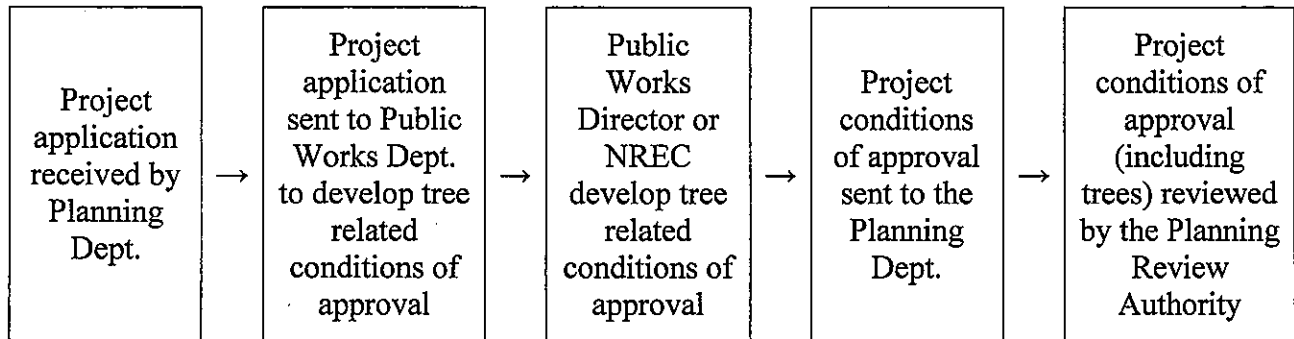 Project
application
received by
Planning
Dept.
→
Project
application
sent to Public
Works Dept.
to develop tree
related
conditions of
approval
→
Public
Works
Director or
NREC
develop tree
related
conditions of
approval
→
Project
conditions
of approval
sent to the
Planning
Dept.
→
Project
conditions of
approval
(including
trees) reviewed
by the Planning
Review
Authority